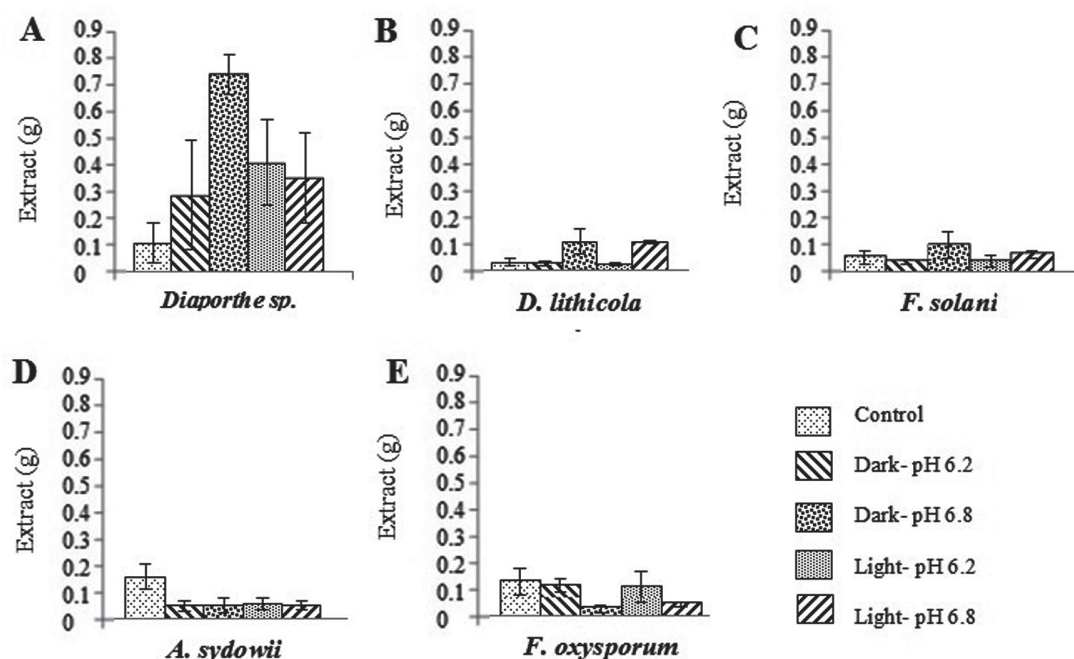 A
Extract (g)
0.9
0.8
0.7
0.6
0.5
0.4
0.3
0.2
0.1
0
Diaporthe sp.
B
Extract (g)
0.9
0.8
0.7
0.6
0.5
0.4
0.3
0.2
0.1
0
D. lithicola
C
Extract (g)
0.9
0.8
0.7
0.6
0.5
0.4
0.3
0.2
0.1
0
F. solani
D
Extract (g)
0.9
0.8
0.7
0.6
0.5
0.4
0.3
0.2
0.1
0
A. sydowii
E
Extract (g)
0.9
0.8
0.7
0.6
0.5
0.4
0.3
0.2
0.1
0
F. oxysporum
Control
Dark- pH 6.2
Dark- pH 6.8
Light- pH 6.2
Light- pH 6.8